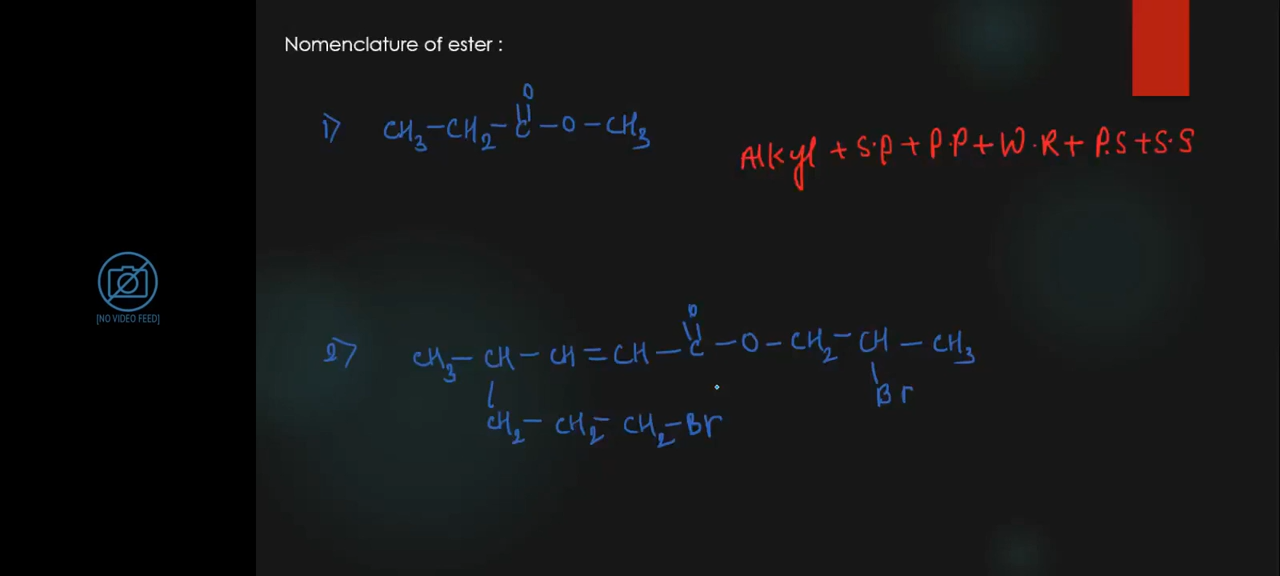 Nomenclature of ester :
O
1) CH3-CH2-C-O-CH3
Alkyl + S.P + P.P + W.R + P.S + S.S
[NO VIDEO FEED]
O
2) CH3-CH-CH=CH-C-O-CH2-CH-CH3
Br
CH2-CH2-CH2-Br